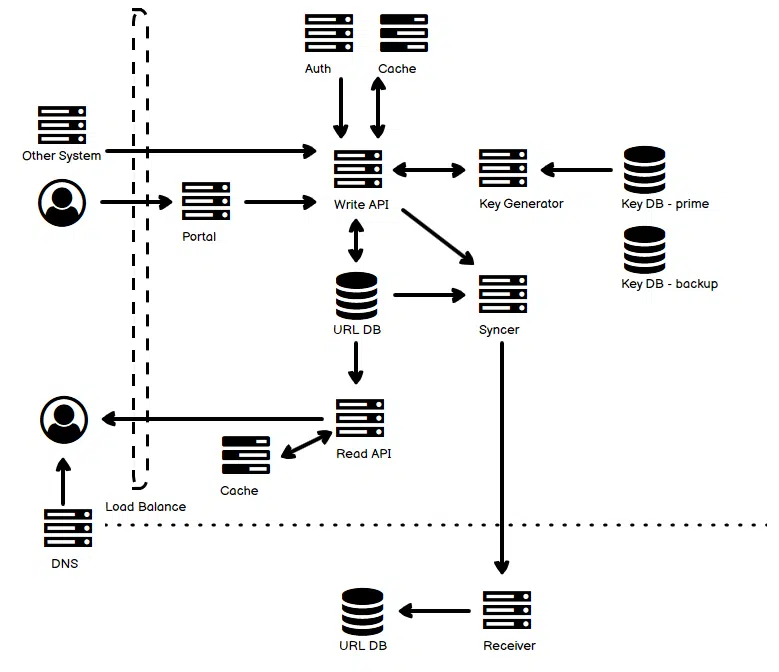 Auth
Cache
Other System
Write API
Key Generator
Key DB - prime
Portal
Key DB - backup
URL DB
Syncer
Read API
Cache
Load Balance
DNS
URL DB
Receiver